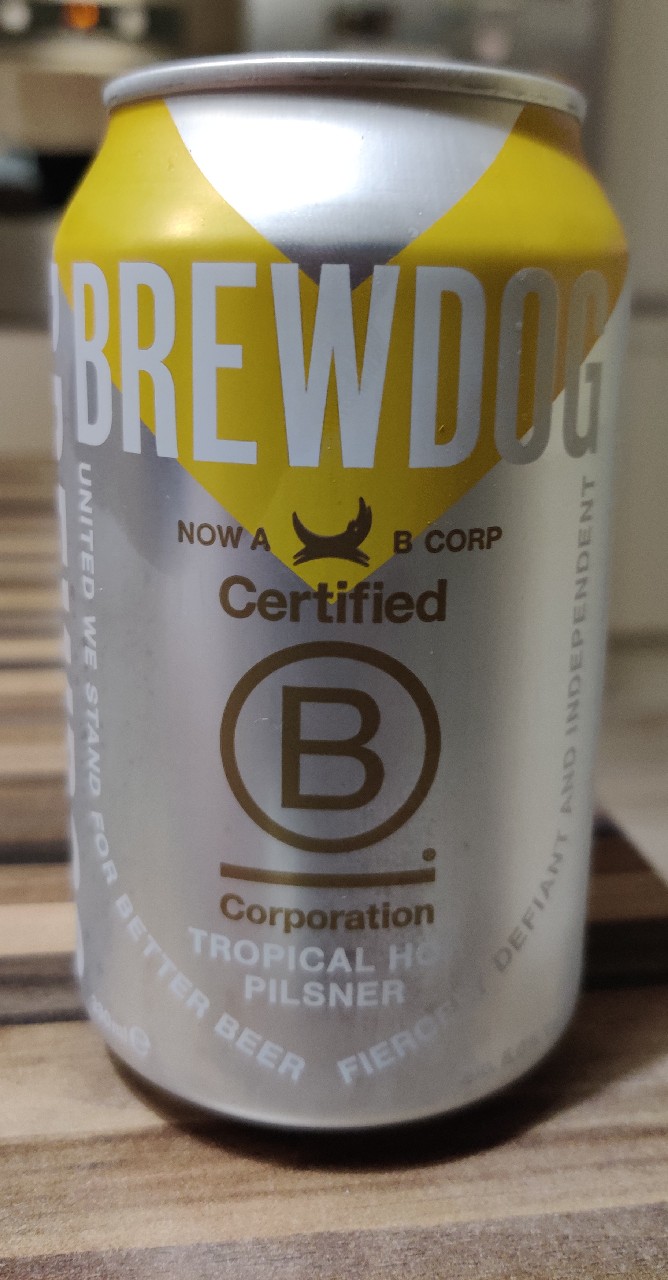 BREWDOG
NOW A B CORP
Certified
B
Corporation
TROPICAL
PILSNER
UNITED WE STAND FOR BETTER BEER
DEFIANT AND INDEPENDENT